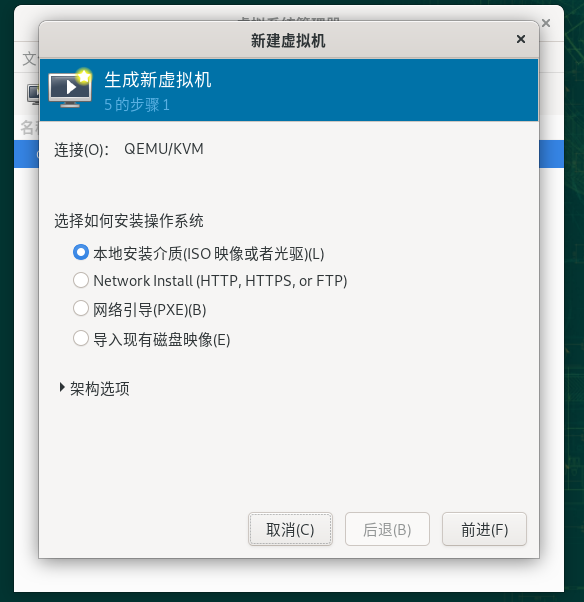 文
名
新建虚拟机
生成新虚拟机
5 的步骤 1
连接(O): QEMU/KVM
选择如何安装操作系统
本地安装介质(ISO 映像或者光驱)(L)
Network Install (HTTP, HTTPS, or FTP)
网络引导(PXE)(B)
导入现有磁盘映像(E)
架构选项
取消(C)
后退(B)
前进(F)